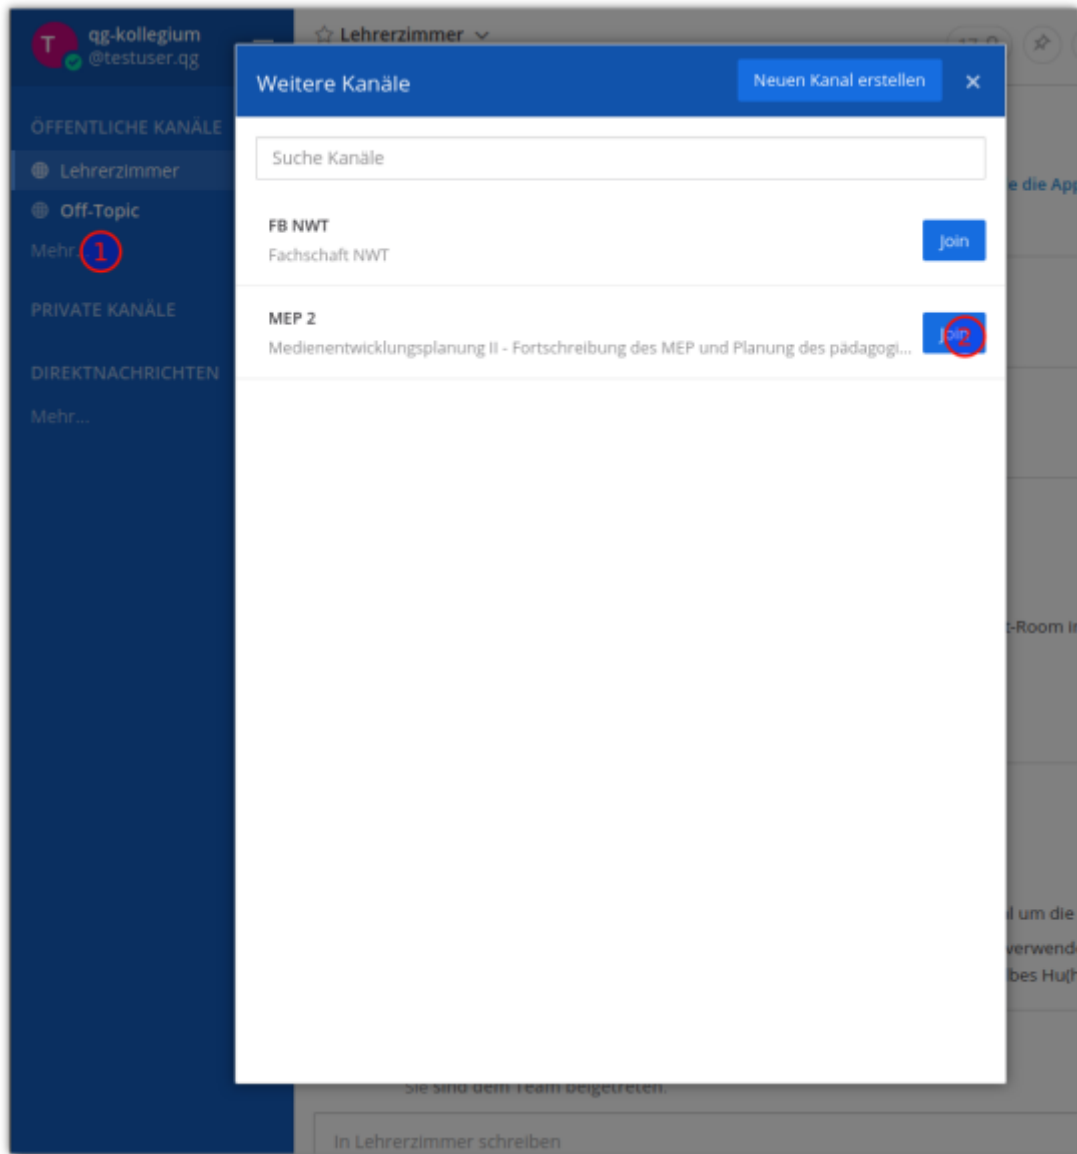 T
qg-kollegium
@testuser.qg
ÖFFENTLICHE KANÄLE
Lehrerzimmer
Off-Topic
Mehr...
1
PRIVATE KANÄLE
DIREKTNACHRICHTEN
Mehr...
Lehrerzimmer
17
Weitere Kanäle
Neuen Kanal erstellen
×
Suche Kanäle
FB NWT
Fachschaft NWT
Join
MEP 2
Medienentwicklungsplanung II - Fortschreibung des MEP und Planung des pädagogi...
Join
2
e die App
t-Room i
l um die
verwende
bes Hu(h
Sie sind dem Team beigetreten.
In Lehrerzimmer schreiben